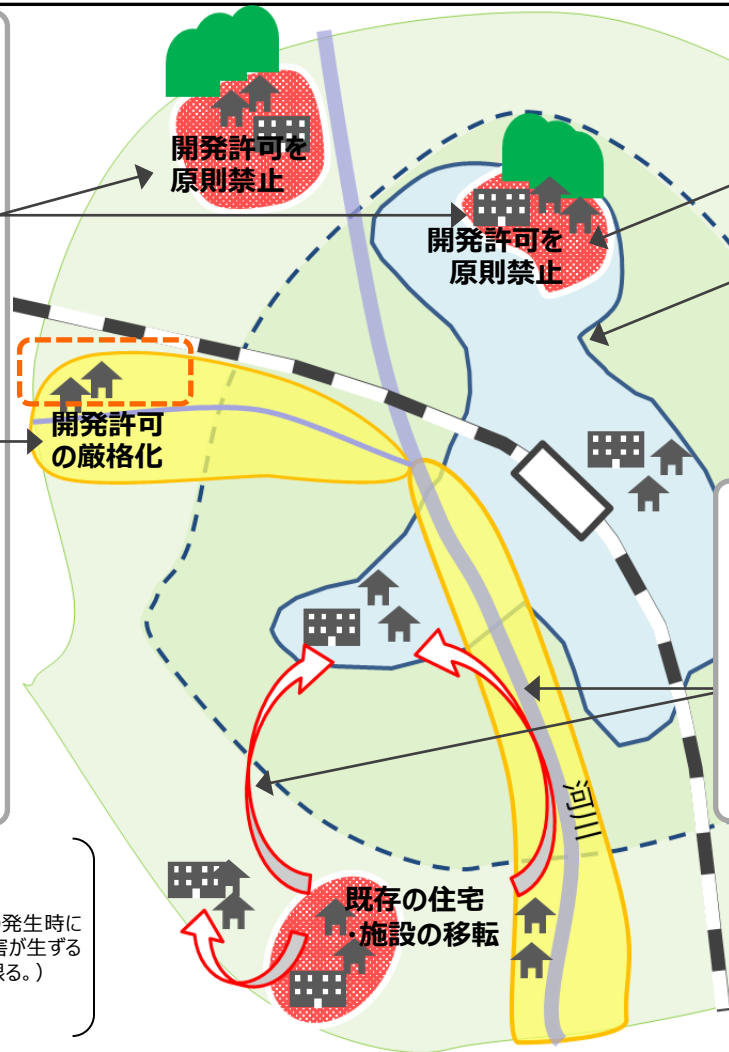 開発許可を
原則禁止
開発許可を
原則禁止
開発許可
の厳格化
河川
既存の住宅
・施設の移転
発生時に
害が生ずる
限る。）